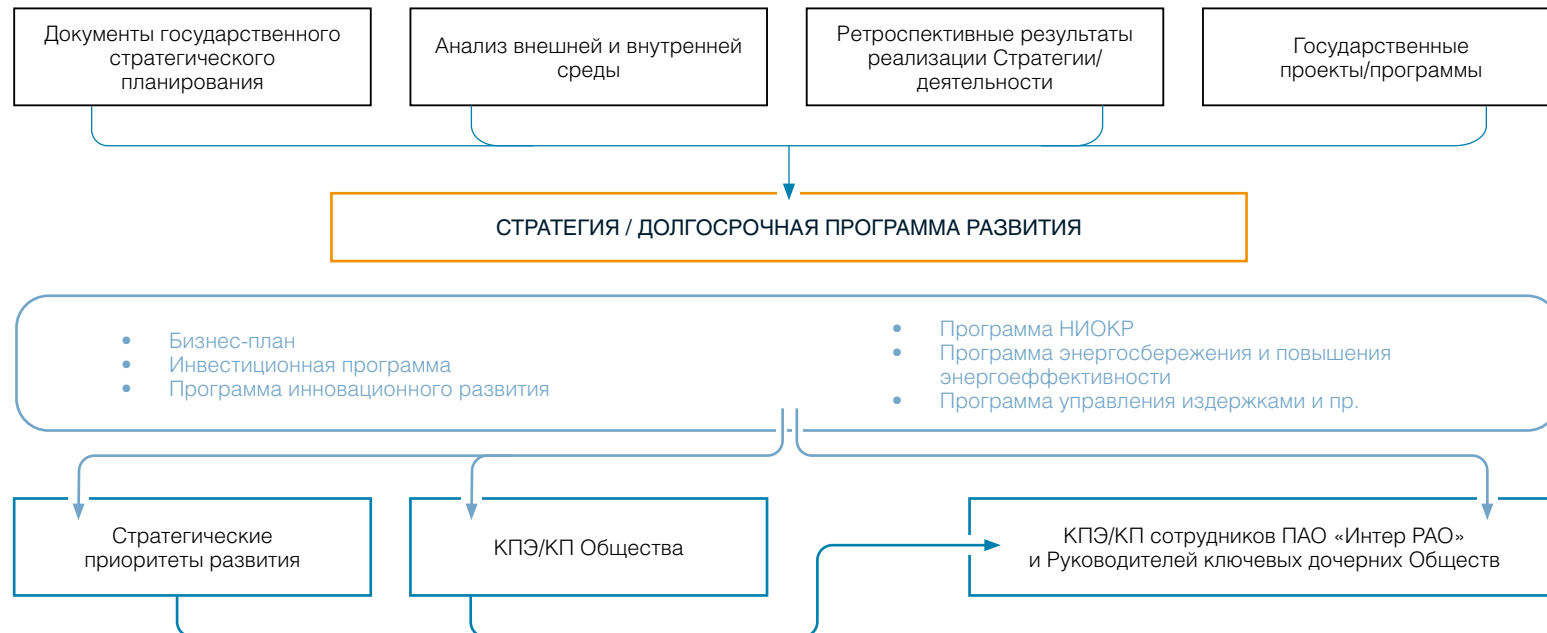 Документы государственного
стратегического
планирования
Анализ внешней и внутренней
среды
Ретроспективные результаты
реализации Стратегии/
деятельности
Государственные
проекты/программы
СТРАТЕГИЯ / ДОЛГОСРОЧНАЯ ПРОГРАММА РАЗВИТИЯ
• Бизнес-план
• Инвестиционная программа
• Программа инновационного развития
• Программа НИОКР
• Программа энергосбережения и повышения
энергоеффективности
• Программа управления издержками и пр.
Стратегические
приоритеты развития
КПЭ/КП Общества
КПЭ/КП сотрудников ПАО «Интер РАО»
и Руководителей ключевых дочерних Обществ